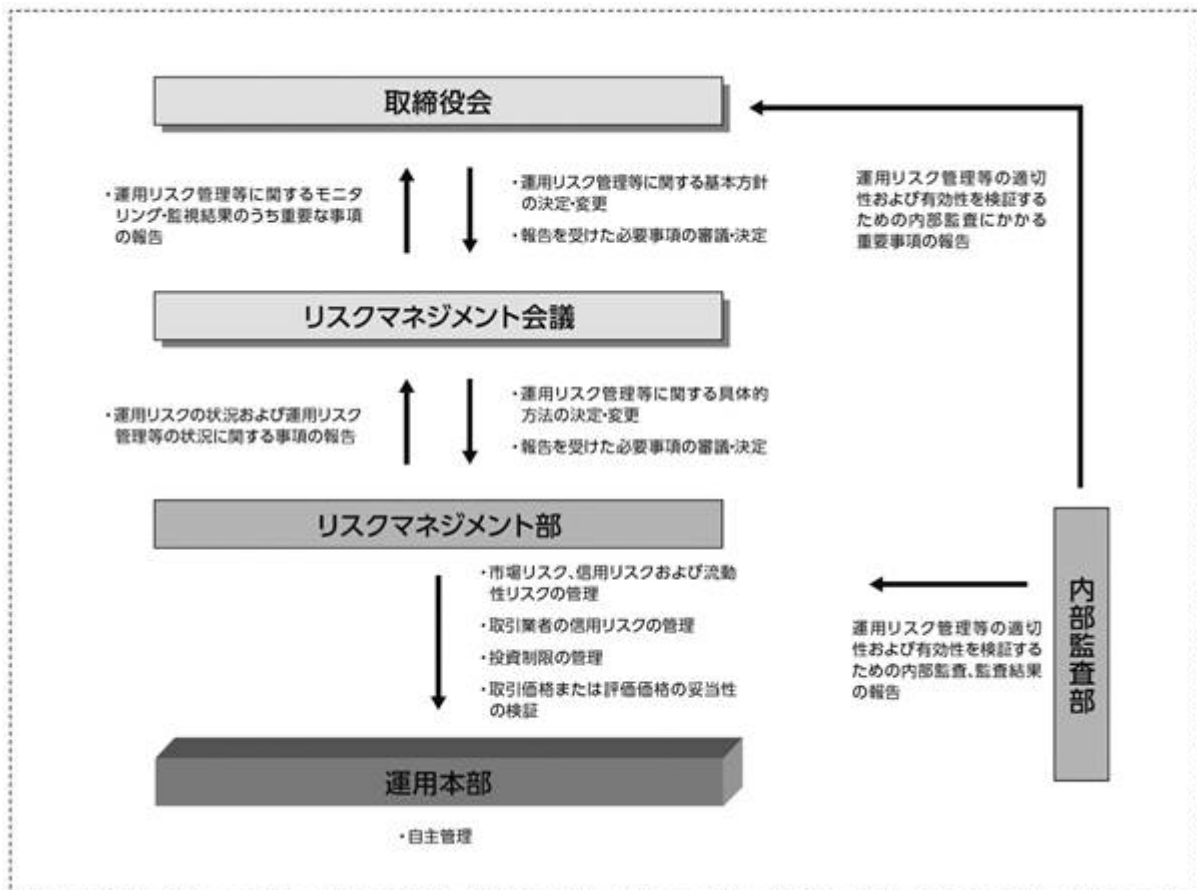 取締役会
・運用リスク管理等に関するモニタ
リング・監視結果のうち重要な事項
の報告
・運用リスク管理等に関する基本方針
の決定・変更
・報告を受けた必要事項の審議・決定
運用リスク管理等の適切
性および有効性を検証する
ための内部監査にかかる
重要事項の報告
リスクマネジメント会議
・運用リスクの状況および運用リスク
管理等の状況に関する事項の報告
・運用リスク管理等に関する具体的
方法の決定・変更
・報告を受けた必要事項の審議・決定
リスクマネジメント部
・市場リスク、信用リスクおよび流動
性リスクの管理
・取引業者の信用リスクの管理
・投資制限の管理
・取引価格または評価価格の妥当性
の検証
運用リスク管理等の適切
性および有効性を検証する
ための内部監査、監査結果
の報告
内部監査部
運用本部
・自主管理